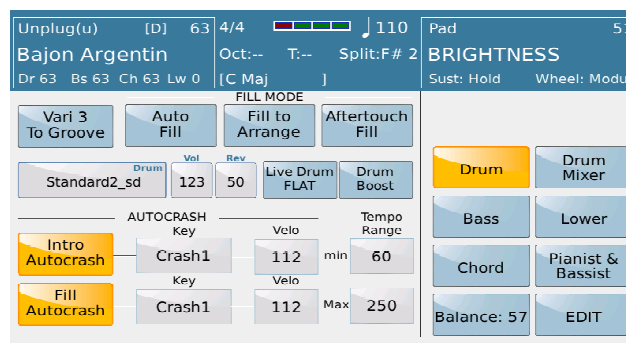 Unplug(u) [D] 63 4/4 110 Pad
Bajon Argentin Oct:-- T:-- Split:F# 2 BRIGHTNESS
Dr 63 Bs 63 Ch 63 Lw 0 [C Maj ] Sust: Hold Wheel:
FILL MODE
Vari 3 To Groove
Auto Fill
Fill to Arrange
Aftertouch Fill
Drum Vol Rev
Standard2_sd 123 50
Live Drum FLAT
Drum Boost
AUTOCRASH Tempo Range
Key Velo
Intro Autocrash Crash1 112 min 60
Key Velo
Fill Autocrash Crash1 112 Max 250
Drum
Drum Mixer
Bass Lower
Chord
Pianist & Bassist
Balance: 57 EDIT